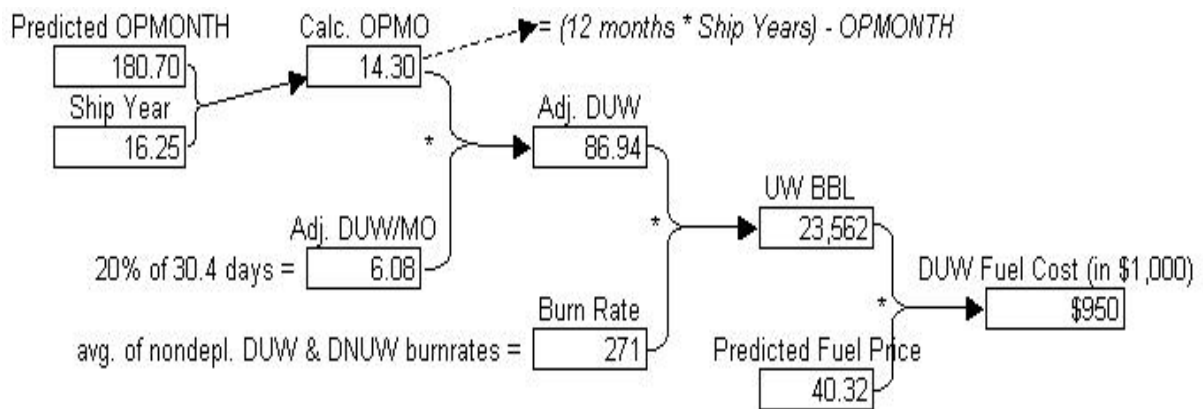 Predicted OPMONTH
180.70
Ship Year
16.25
Calc. OPMO
14.30
= (12 months * Ship Years) - OPMONTH
*
Adj. DUW/MO
20% of 30.4 days =
6.08
Adj. DUW
86.94
*
Burn Rate
avg. of nondepl. DUW & DNUW burnrates =
271
UW BBL
23,562
*
Predicted Fuel Price
40.32
DUW Fuel Cost (in $1,000)
$950